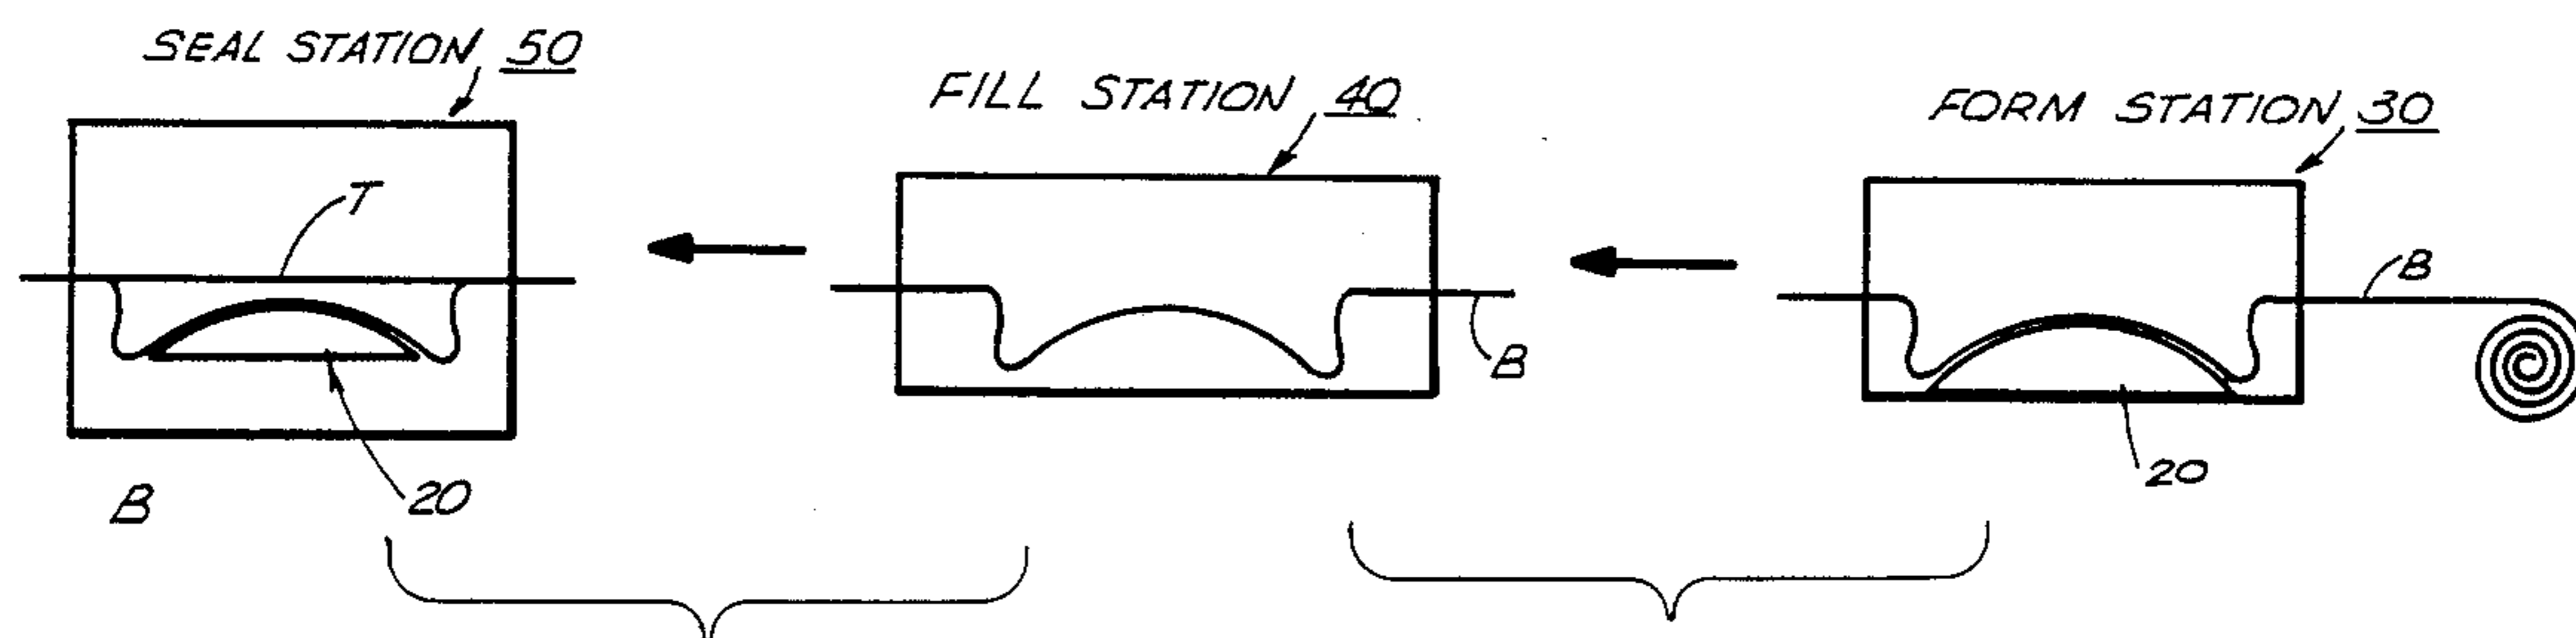 SEAL STATION 50
FILL STATION 40
FORM STATION 30
T
B
B
20
20
B